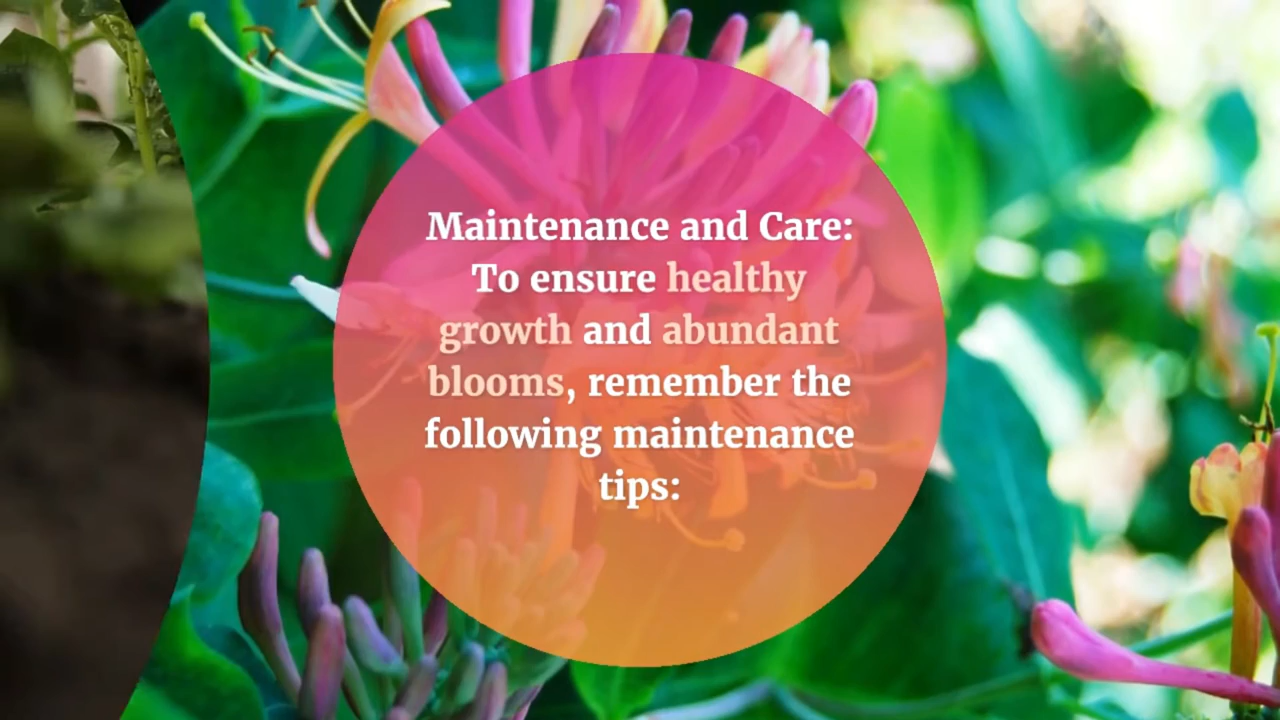 Maintenance and Care:
To ensure healthy
growth and abundant
blooms, remember the
following maintenance
tips: